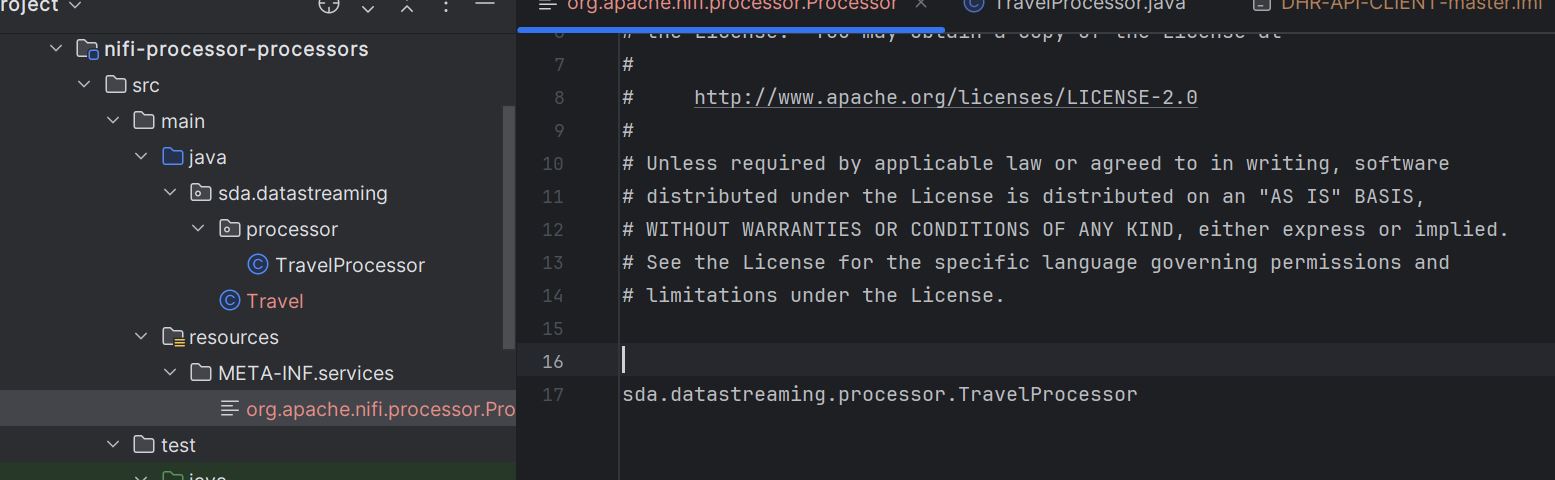 roject
nifi-processor-processors
src
main
java
sda.datastreaming
processor
TravelProcessor
Travel
resources
META-INF.services
org.apache.nifi.processor.Pro
test
java
org.apache.nifi.processor.Processor
TravelProcessor.java
DHR-API-CLIENT-master.iml
6 # the License. You may obtain a copy of the License at
7 #
8 # http://www.apache.org/licenses/LICENSE-2.0
9 #
10 # Unless required by applicable law or agreed to in writing, software
11 # distributed under the License is distributed on an "AS IS" BASIS,
12 # WITHOUT WARRANTIES OR CONDITIONS OF ANY KIND, either express or implied.
13 # See the License for the specific language governing permissions and
14 # limitations under the License.
15
16
17 sda.datastreaming.processor.TravelProcessor